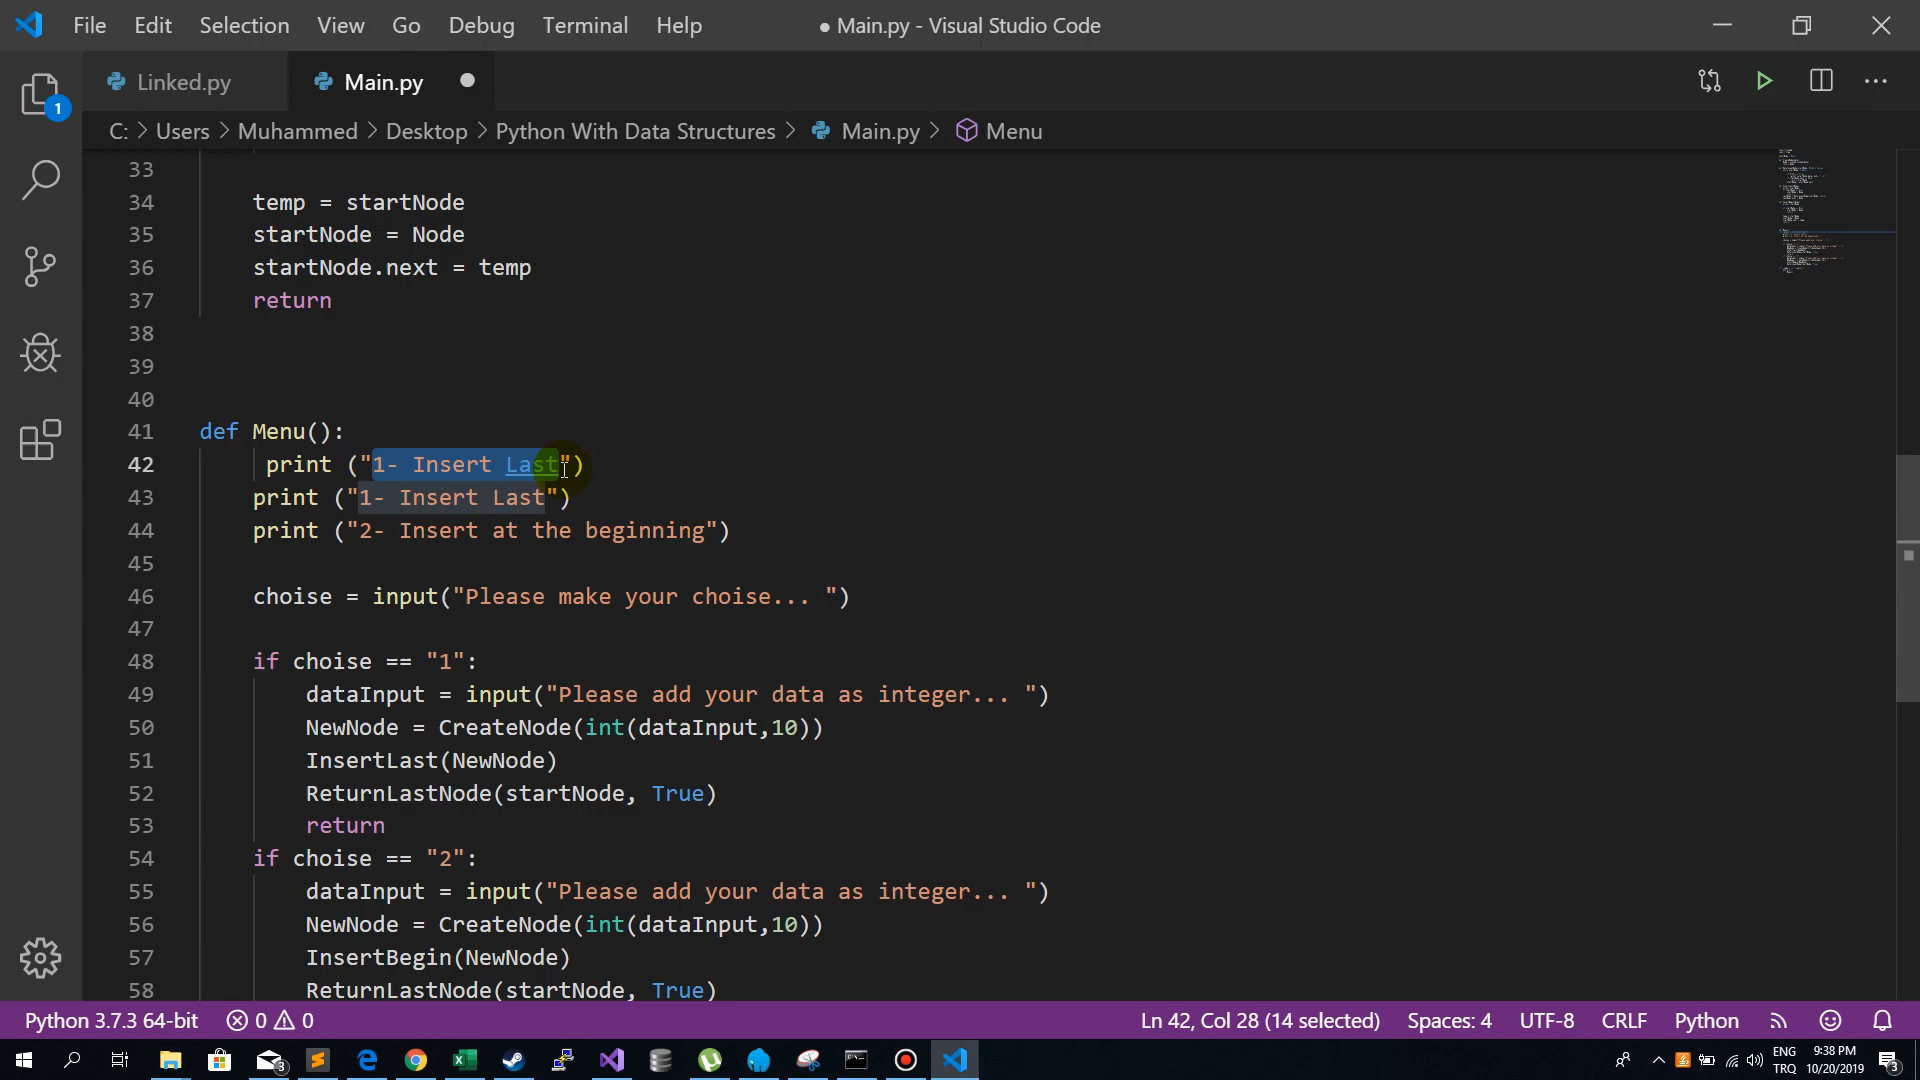 File Edit Selection View Go Debug Terminal Help ● Main.py - Visual Studio Code
Linked.py Main.py
C: > Users > Muhammed > Desktop > Python With Data Structures > Main.py > Menu
1
33
34 temp = startNode
35 startNode = Node
36 startNode.next = temp
37 return
38
39
40
41 def Menu():
42 print ("1- Insert Last")
43 print ("1- Insert Last")
44 print ("2- Insert at the beginning")
45
46 choise = input("Please make your choise... ")
47
48 if choise == "1":
49 dataInput = input("Please add your data as integer... ")
50 NewNode = CreateNode(int(dataInput,10))
51 InsertLast(NewNode)
52 ReturnLastNode(startNode, True)
53 return
54 if choise == "2":
55 dataInput = input("Please add your data as integer... ")
56 NewNode = CreateNode(int(dataInput,10))
57 InsertBegin(NewNode)
58 ReturnLastNode(startNode, True)
Python 3.7.3 64-bit 0 0 Ln 42, Col 28 (14 selected) Spaces: 4 UTF-8 CRLF Python
3 ENG 9:38 PM
TRQ 10/20/2019 3